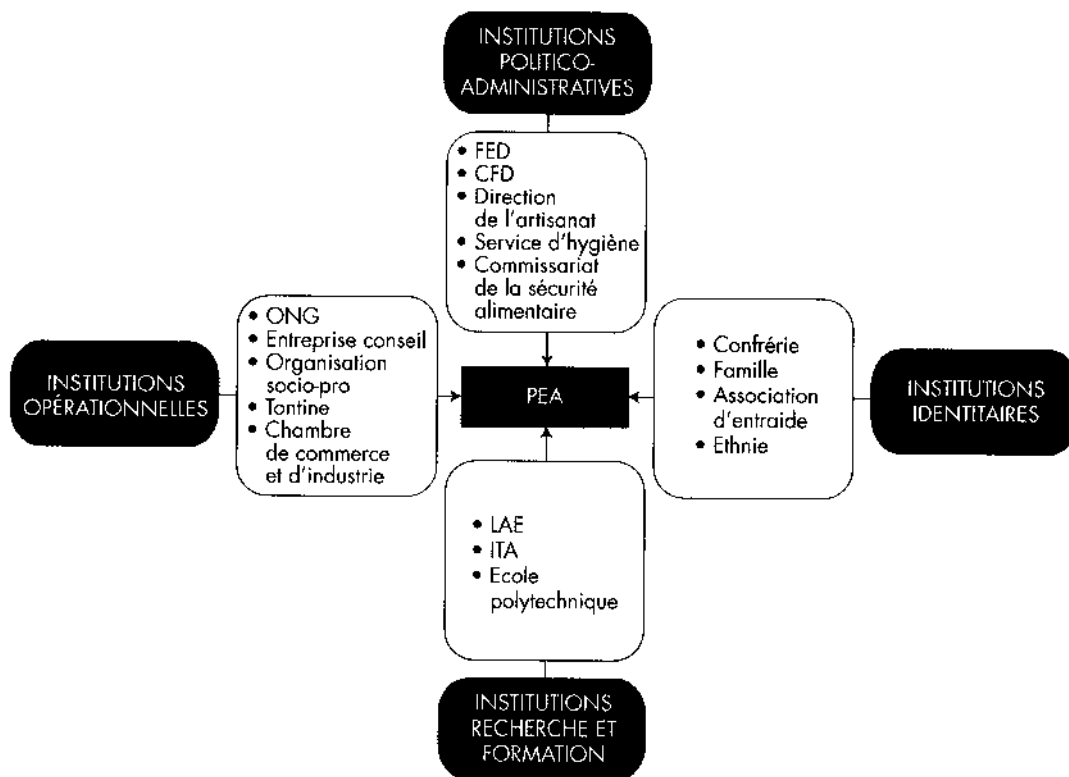 INSTITUTIONS
POLITICO-
ADMINISTRATIVES
• FED
• CFD
• Direction
de l'artisanat
• Service d'hygiène
• Commissariat
de la sécurité
alimentaire
INSTITUTIONS
OPÉRATIONNELLES
• ONG
• Entreprise conseil
• Organisation
socio-pro
• Tontine
• Chambre
de commerce
et d'industrie
PEA
• Confrérie
• Famille
• Association
d'entraide
• Ethnie
INSTITUTIONS
IDENTITAIRES
• LAE
• ITA
• Ecole
polytechnique
INSTITUTIONS
RECHERCHE ET
FORMATION